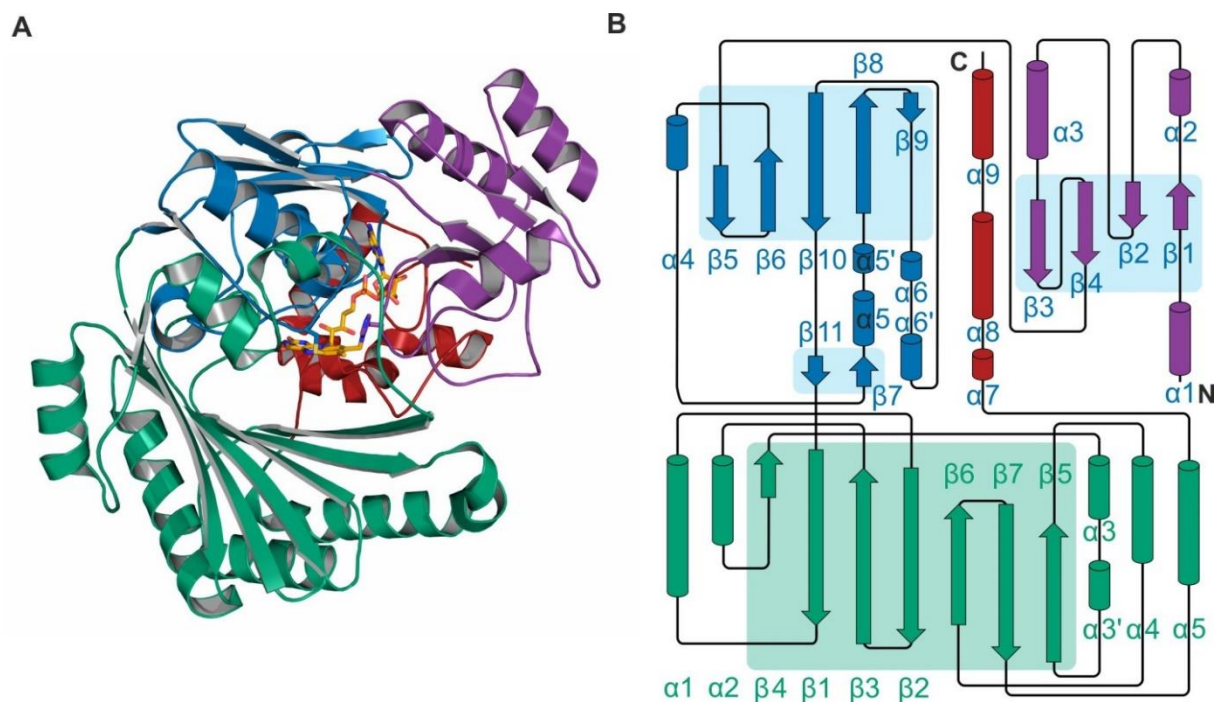 A
B
β8
C
β9
α3
α2
α9
α4 β5 β6 β10 α5' β2 β1
β3 β4
α6
α5 α6'
β11
α8
β7 α7 α1 N
β6 β7 β5
α3
α3' α4 α5
α1 α2 β4 β1 β3 β2